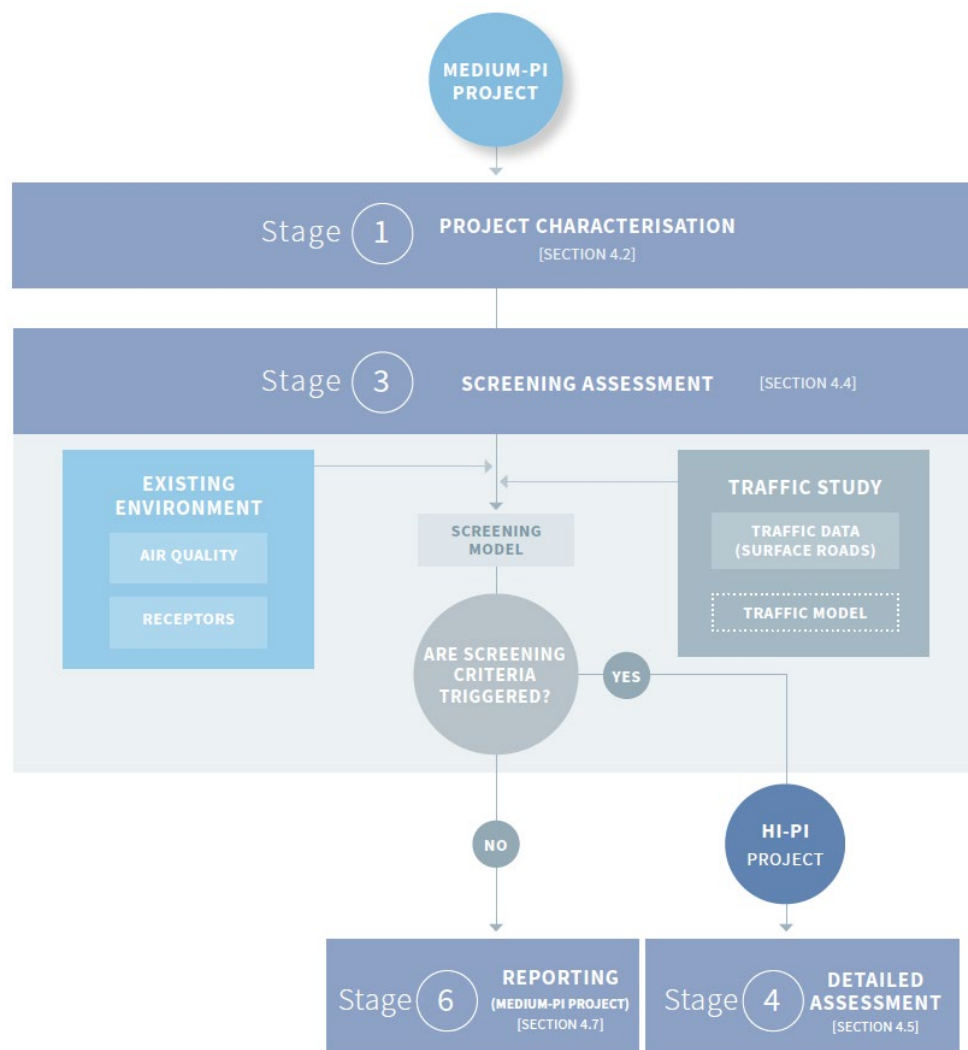 MEDIUM-PI
PROJECT
Stage 1 PROJECT CHARACTERISATION
[SECTION 4.2]
Stage 3 SCREENING ASSESSMENT [SECTION 4.4]
EXISTING
ENVIRONMENT
AIR QUALITY
RECEPTORS
SCREENING
MODEL
TRAFFIC STUDY
TRAFFIC DATA
(SURFACE ROADS)
TRAFFIC MODEL
ARE SCREENING
CRITERIA
TRIGGERED?
YES
NO
HI-PI
PROJECT
Stage 6 REPORTING
(MEDIUM-PI PROJECT)
[SECTION 4.7]
Stage 4 DETAILED
ASSESSMENT
[SECTION 4.5]